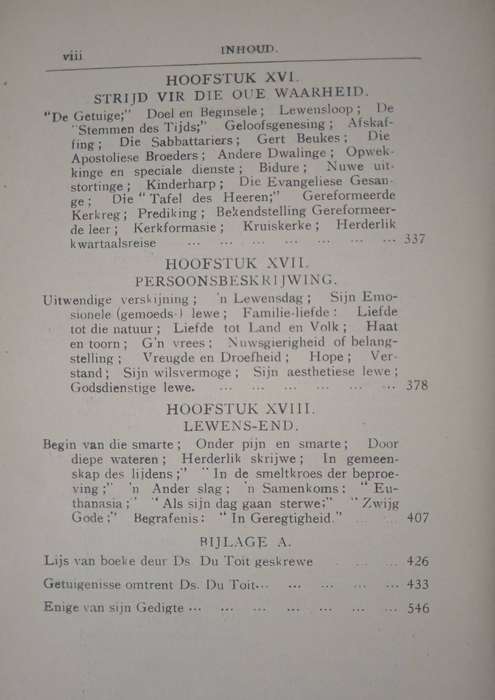 viii
INHOUD.
HOOFSTUK XVI.
STRIJD VIR DIE OUE WAARHEID.
"De Getuige;" Doel en Beginsele; Lewensloop; De
"Stemmen des Tijds;" Geloofsgenesing; Afskaf-
fing; Die Sabbattariers; Gert Beukes; Die
Apostoliese Broeders; Andere Dwalinge; Opwek-
kinge en speciale dienste; Bidure; Nuwe uit-
stortinge; Kinderharp; Die Evangeliese Gesan-
ge; Die "Tafel des Heeren;" Gereformeerde
Kerkreg; Prediking; Bekendstelling Gereformeer-
de leer; Kerkformasie; Kruiskerke; Herderlik
kwartaalsreise ... ... ... ... ... ... ... 337
HOOFSTUK XVII.
PERSOONSBESKRIJWING.
Uitwendige verskijning; 'n Lewensdag; Sijn Emo-
sionele (gemoeds-) lewe; Familie-liefde: Liefde
tot die natuur; Liefde tot Land en Volk; Haat
en toorn; G'n vrees; Nuwsgierigheid of belang-
stelling; Vreugde en Droefheid; Hope; Ver-
stand; Sijn wilsvermoge; Sijn aesthetiese lewe;
Godsdienstige lewe. ... ... ... ... ... ... 378
HOOFSTUK XVIII.
LEWENS-END.
Begin van die smarte; Onder pijn en smarte; Door
diepe wateren; Herderlik skrijwe; In gemeen-
skap des lijdens;" "In de smeltkroes der beproe-
ving;" 'n Ander slag; 'n Samenkoms: "Eu-
thanasia;' "Als sijn dag gaan sterwe;" "Zwijg
Gode;" Begrafenis: "In Geregtigheid." ... ... 407
BIJLAGE A.
Lijs van boeke deur Ds. Du Toit geskrewe ... ... 426
Getuigenisse omtrent Ds. Du Toit... ... ... ... ... 433
Enige van sijn Gedigte ... ... ... ... ... ... ... 546